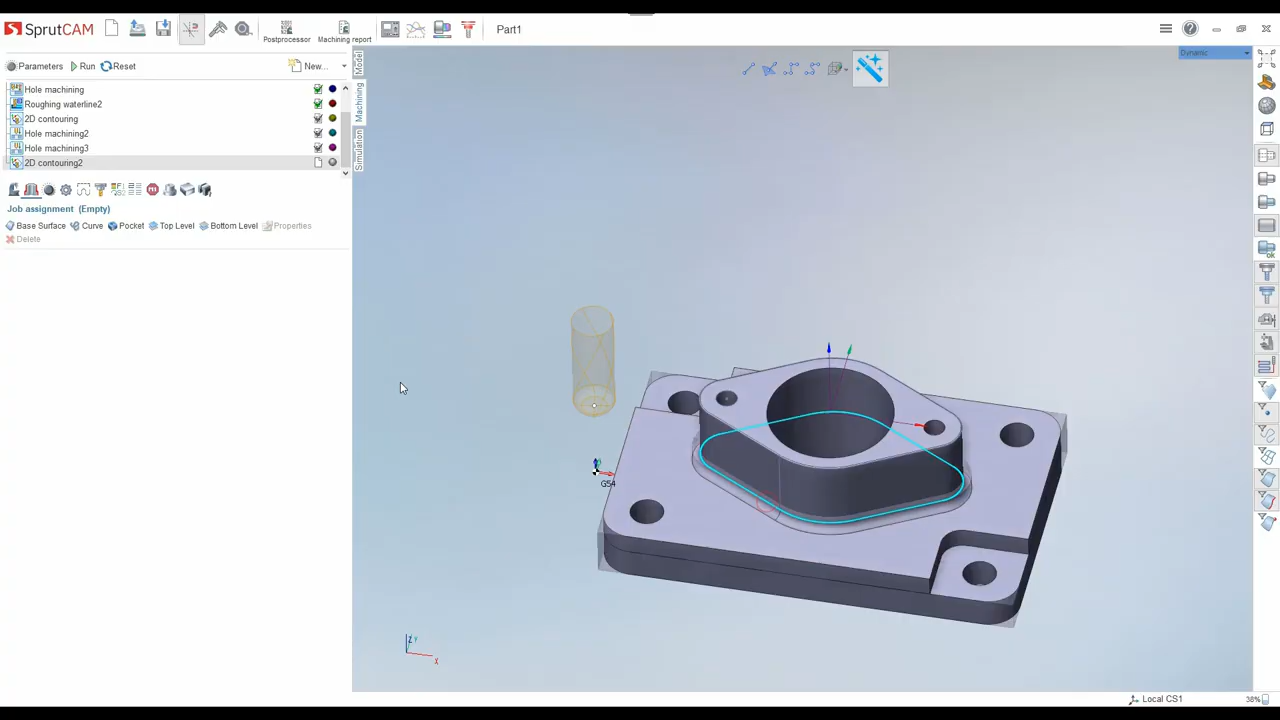 SprutCAM
Postprocessor
Machining report
Part1
Parameters
Run
Reset
New...
Hole machining
Roughing waterline2
2D contouring
Hole machining2
Hole machining3
2D contouring2
Model
Machining
Simulation
Job assignment (Empty)
Base Surface
Curve
Pocket
Top Level
Bottom Level
Properties
Delete
Dynamic
G54
Z
Y
X
ok
Local CS1
38%